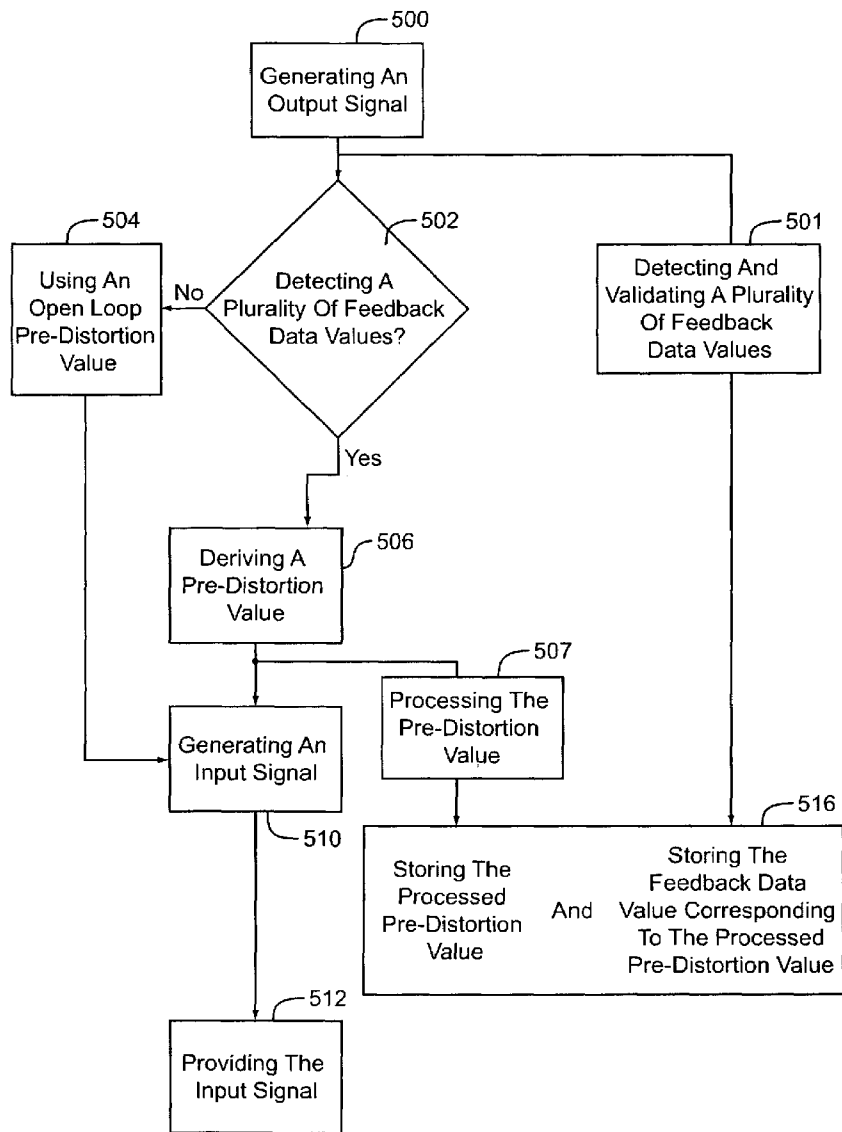 500
Generating An
Output Signal
504
502
501
Using An
Open Loop
Pre-Distortion
Value
No
Detecting A
Plurality Of Feedback
Data Values?
Detecting And
Validating A Plurality
Of Feedback
Data Values
Yes
506
Deriving A
Pre-Distortion
Value
507
Processing The
Pre-Distortion
Value
Generating An
Input Signal
510
516
Storing The
Processed
Pre-Distortion
Value
And
Storing The
Feedback Data
Value Corresponding
To The Processed
Pre-Distortion Value
512
Providing The
Input Signal